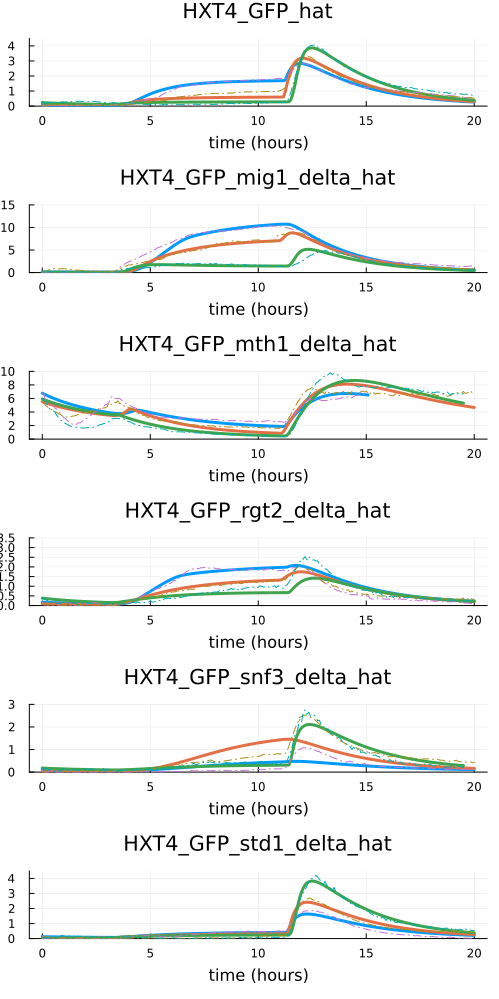 HXT4_GFP_hat
4
3
2
1
0
0 5 10 15 20
time (hours)
HXT4_GFP_mig1_delta_hat
15
10
5
0
0 5 10 15 20
time (hours)
HXT4_GFP_mth1_delta_hat
10
8
6
4
2
0
0 5 10 15 20
time (hours)
HXT4_GFP_rgt2_delta_hat
3.5
3.0
2.5
2.0
1.5
1.0
0.5
0.0
0 5 10 15 20
time (hours)
HXT4_GFP_snf3_delta_hat
3
2
1
0
0 5 10 15 20
time (hours)
HXT4_GFP_std1_delta_hat
4
3
2
1
0
0 5 10 15 20
time (hours)